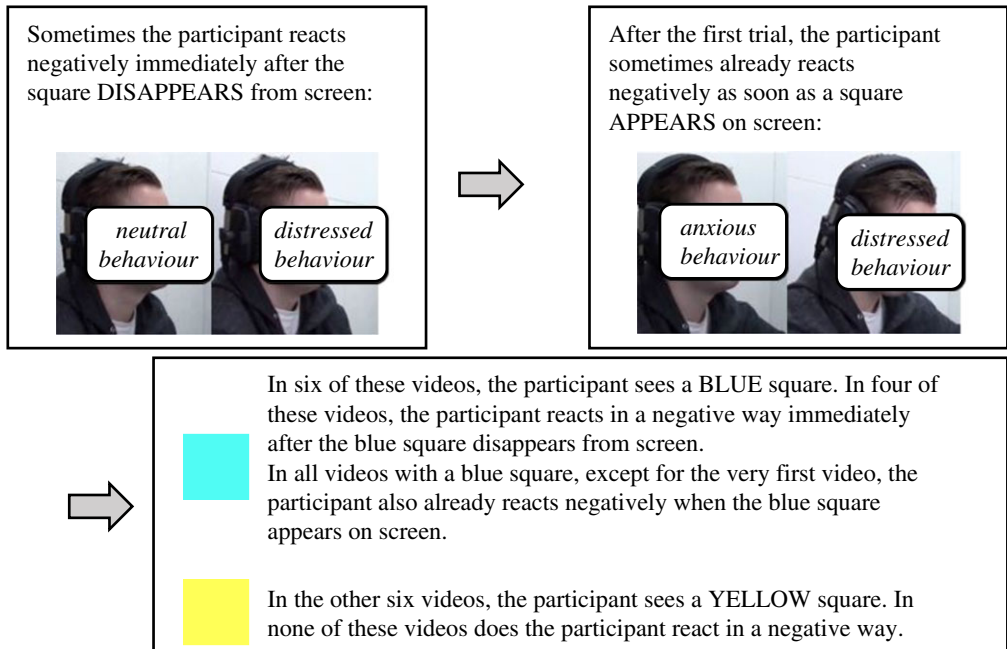 Sometimes the participant reacts
negatively immediately after the
square DISAPPEARS from screen:
neutral
behaviour
distressed
behaviour
After the first trial, the participant
sometimes already reacts
negatively as soon as a square
APPEARS on screen:
anxious
behaviour
distressed
behaviour
In six of these videos, the participant sees a BLUE square. In four of
these videos, the participant reacts in a negative way immediately
after the blue square disappears from screen.
In all videos with a blue square, except for the very first video, the
participant also already reacts negatively when the blue square
appears on screen.
In the other six videos, the participant sees a YELLOW square. In
none of these videos does the participant react in a negative way.